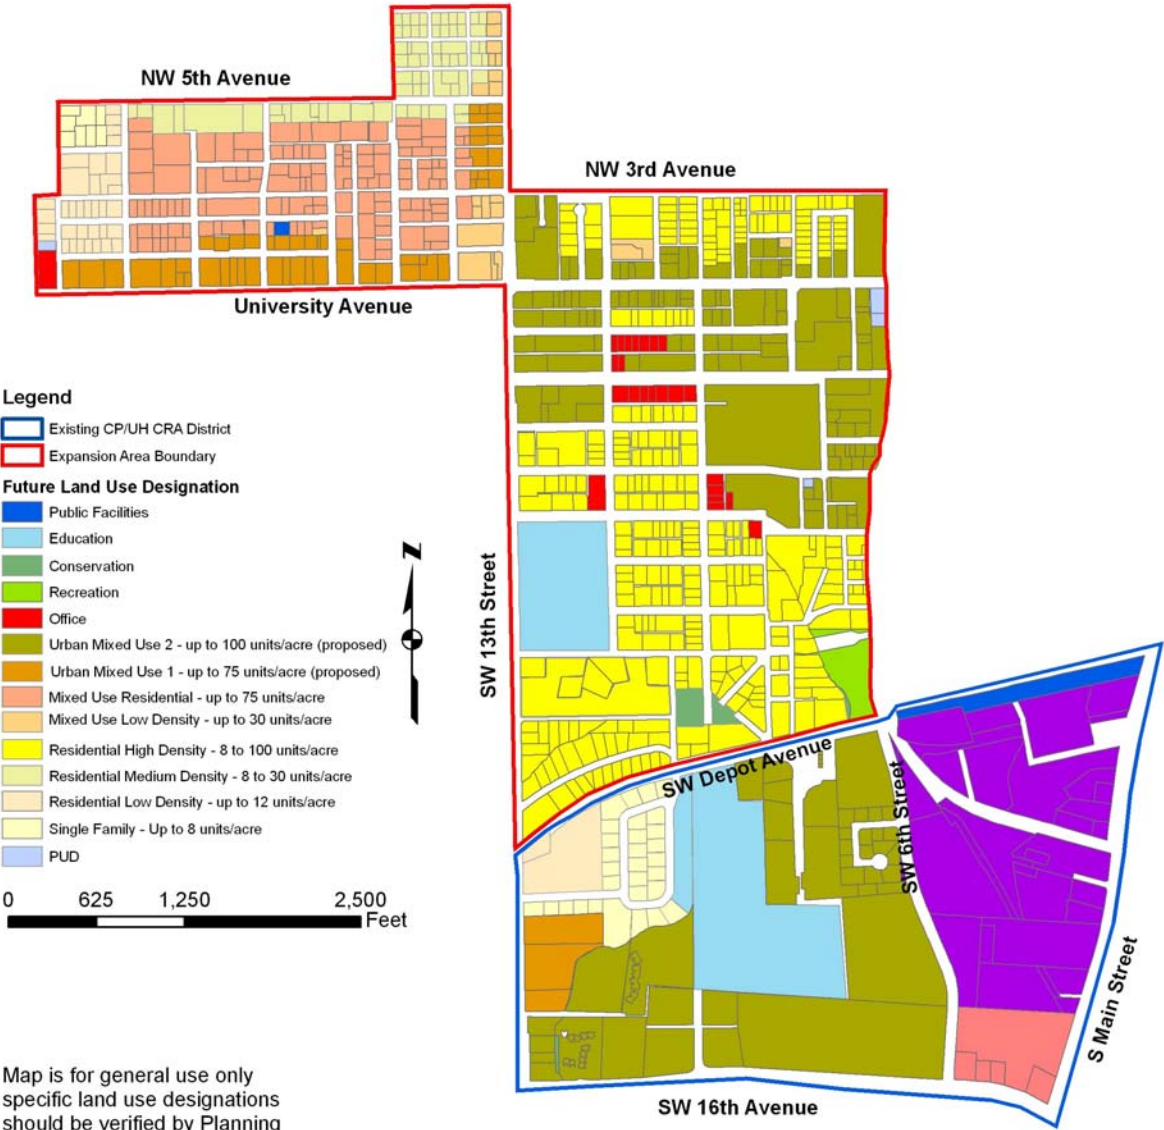 NW 5th Avenue
NW 3rd Avenue
University Avenue
Legend
Existing CP/UH CRA District
Expansion Area Boundary
Future Land Use Designation
Public Facilities
Education
Conservation
Recreation
Office
Urban Mixed Use 2 - up to 100 units/acre (proposed)
Urban Mixed Use 1 - up to 75 units/acre (proposed)
Mixed Use Residential - up to 75 units/acre
Mixed Use Low Density - up to 30 units/acre
Residential High Density - 8 to 100 units/acre
Residential Medium Density - 8 to 30 units/acre
Residential Low Density - up to 12 units/acre
Single Family - Up to 8 units/acre
PUD
N
SW 13th Street
SW Depot Avenue
SW 6th Street
0 625 1,250 2,500
Feet
S Main Street
SW 16th Avenue
Map is for general use only
specific land use designations
should be verified by Planning